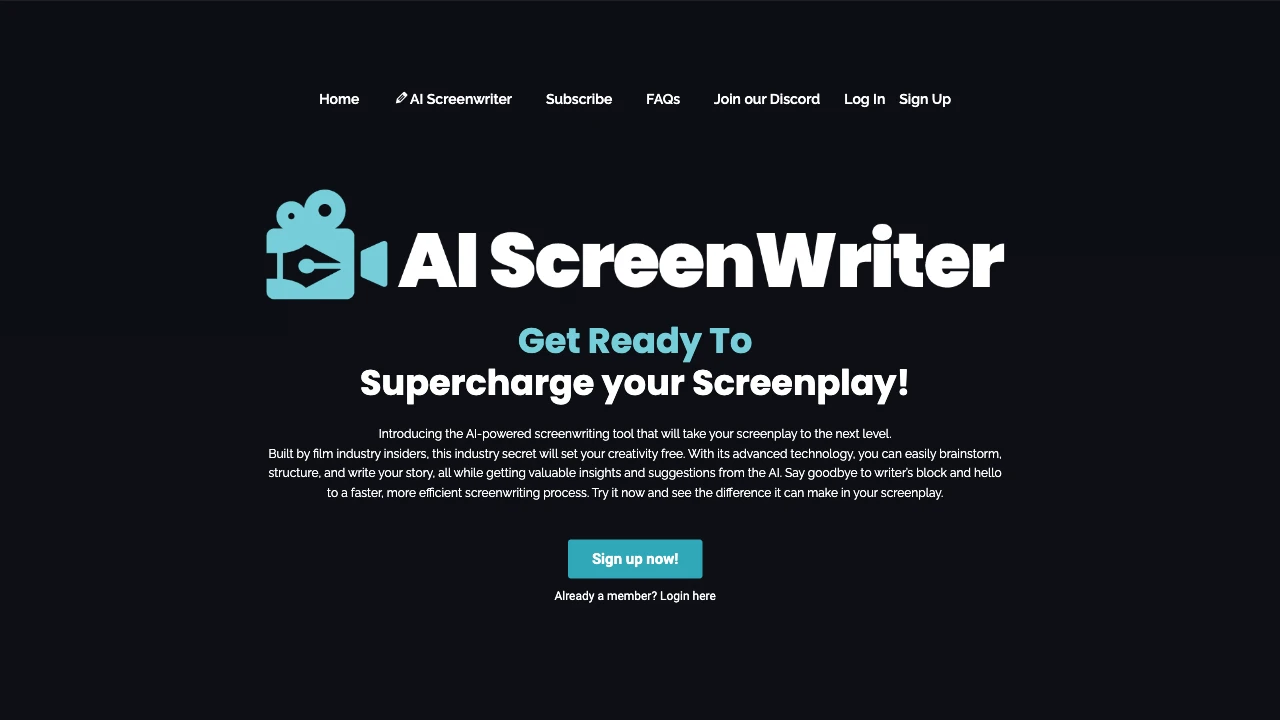 Home AI Screenwriter Subscribe FAQs Join our Discord Log In Sign Up
AI ScreenWriter
Get Ready To
Supercharge your Screenplay!
Introducing the AI-powered screenwriting tool that will take your screenplay to the next level.
Built by film industry insiders, this industry secret will set your creativity free. With its advanced technology, you can easily brainstorm,
structure, and write your story, all while getting valuable insights and suggestions from the AI. Say goodbye to writer's block and hello
to a faster, more efficient screenwriting process. Try it now and see the difference it can make in your screenplay.
Sign up now!
Already a member? Login here